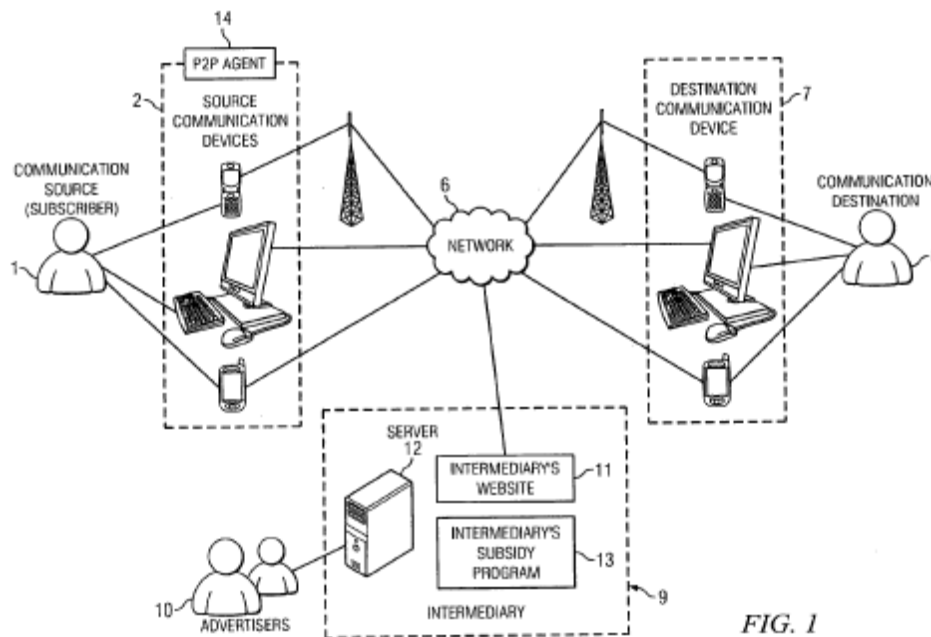 14
P2P AGENT
2
SOURCE
COMMUNICATION
DEVICES
DESTINATION
COMMUNICATION
DEVICE
7
COMMUNICATION
SOURCE
(SUBSCRIBER)
1
6
NETWORK
COMMUNICATION
DESTINATION
SERVER
12
INTERMEDIARY'S
WEBSITE
11
INTERMEDIARY'S
SUBSIDY
PROGRAM
13
10
ADVERTISERS
INTERMEDIARY
9
FIG. 1